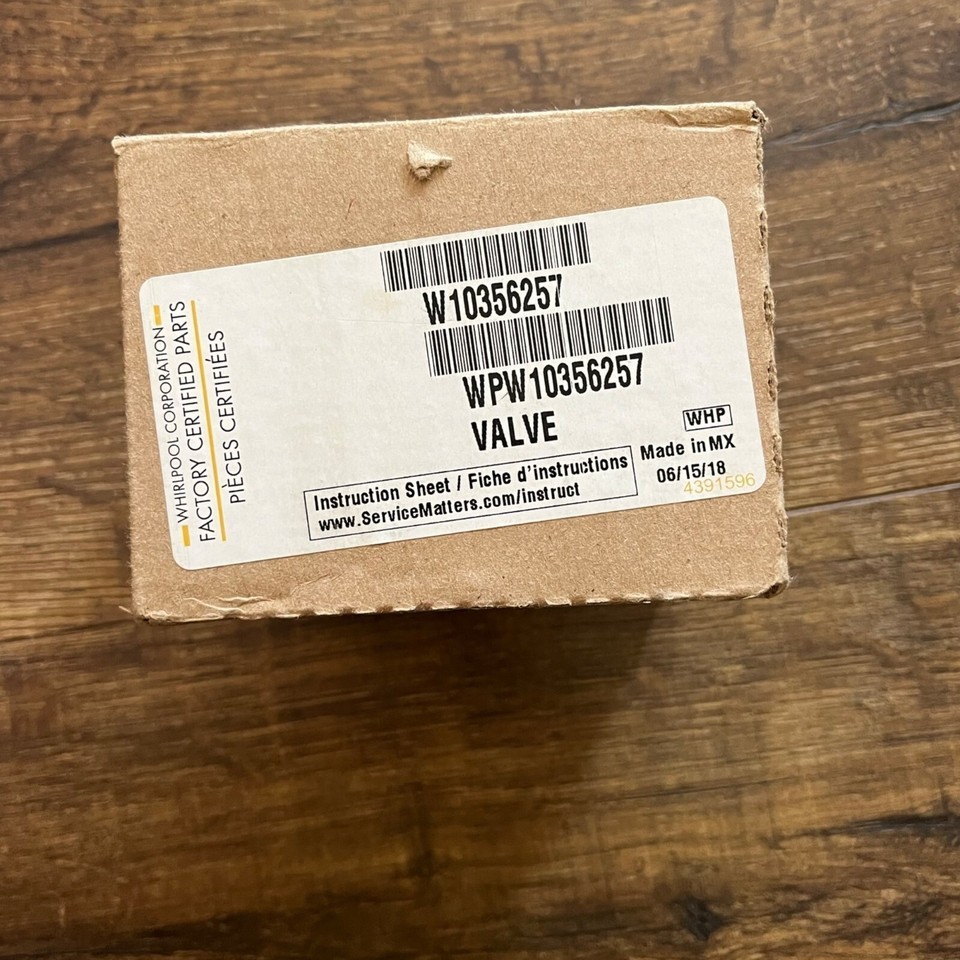 W10356257
WPW10356257
VALVE
WHIRLPOOL CORPORATION
FACTORY CERTIFIED PARTS
PIÈCES CERTIFIÉES
Instruction Sheet / Fiche d'instructions
www.ServiceMatters.com/instruct
WHP
Made in MX
06/15/18
4391596